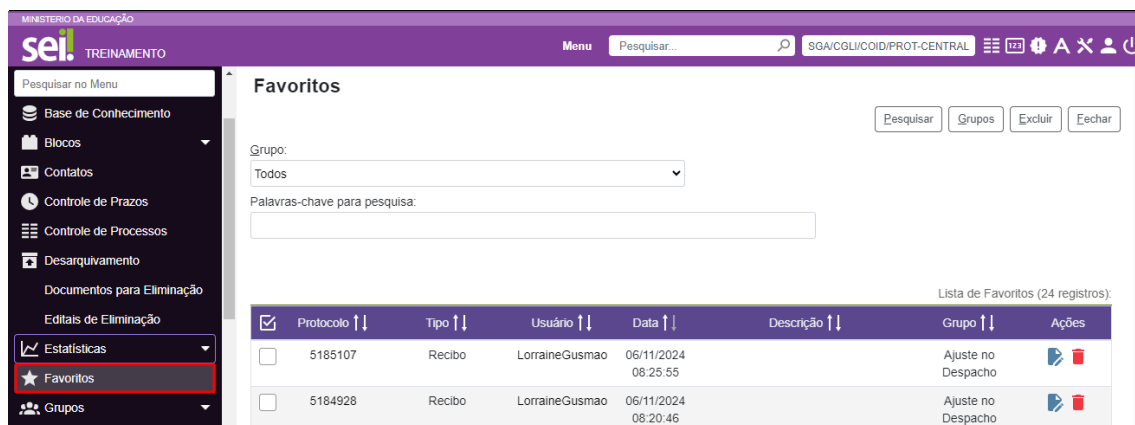 MINISTERIO DA EDUCAÇÃO
sei! TREINAMENTO
Menu
Pesquisar...
SGA/CGLI/COID/PROT-CENTRAL
123
A
Pesquisar no Menu
Base de Conhecimento
Blocos
Contatos
Controle de Prazos
Controle de Processos
Desarquivamento
Documentos para Eliminação
Editais de Eliminação
Estatísticas
Favoritos
Grupos
Favoritos
Pesquisar Grupos Excluir Fechar
Grupo:
Todos
Palavras-chave para pesquisa:
Lista de Favoritos (24 registros):
Protocolo Tipo Usuário Data Descrição Grupo Ações
5185107 Recibo LorraineGusmao 06/11/2024 Ajuste no
08:25:55 Despacho
5184928 Recibo LorraineGusmao 06/11/2024 Ajuste no
08:20:46 Despacho